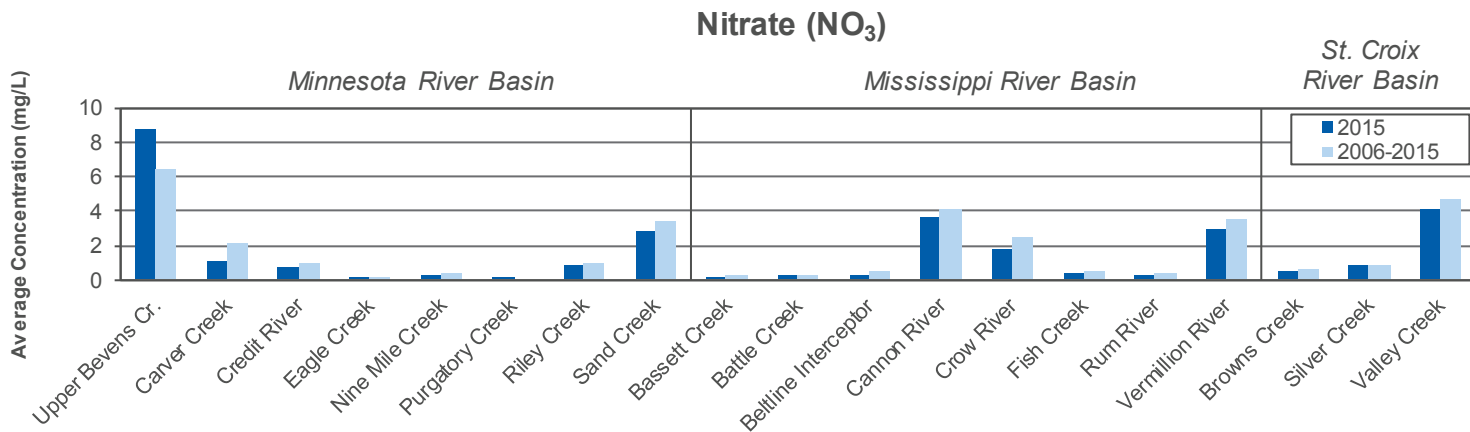 Nitrate (NO₃)
Minnesota River Basin
Mississippi River Basin
St. Croix
River Basin
Average Concentration (mg/L)
10
8
6
4
2
0
2015
2006-2015
Upper Bevens Cr.
Carver Creek
Credit River
Eagle Creek
Nine Mile Creek
Purgatory Creek
Riley Creek
Sand Creek
Bassett Creek
Battle Creek
Beltline Interceptor
Cannon River
Crow River
Fish Creek
Rum River
Vermillion River
Browns Creek
Silver Creek
Valley Creek